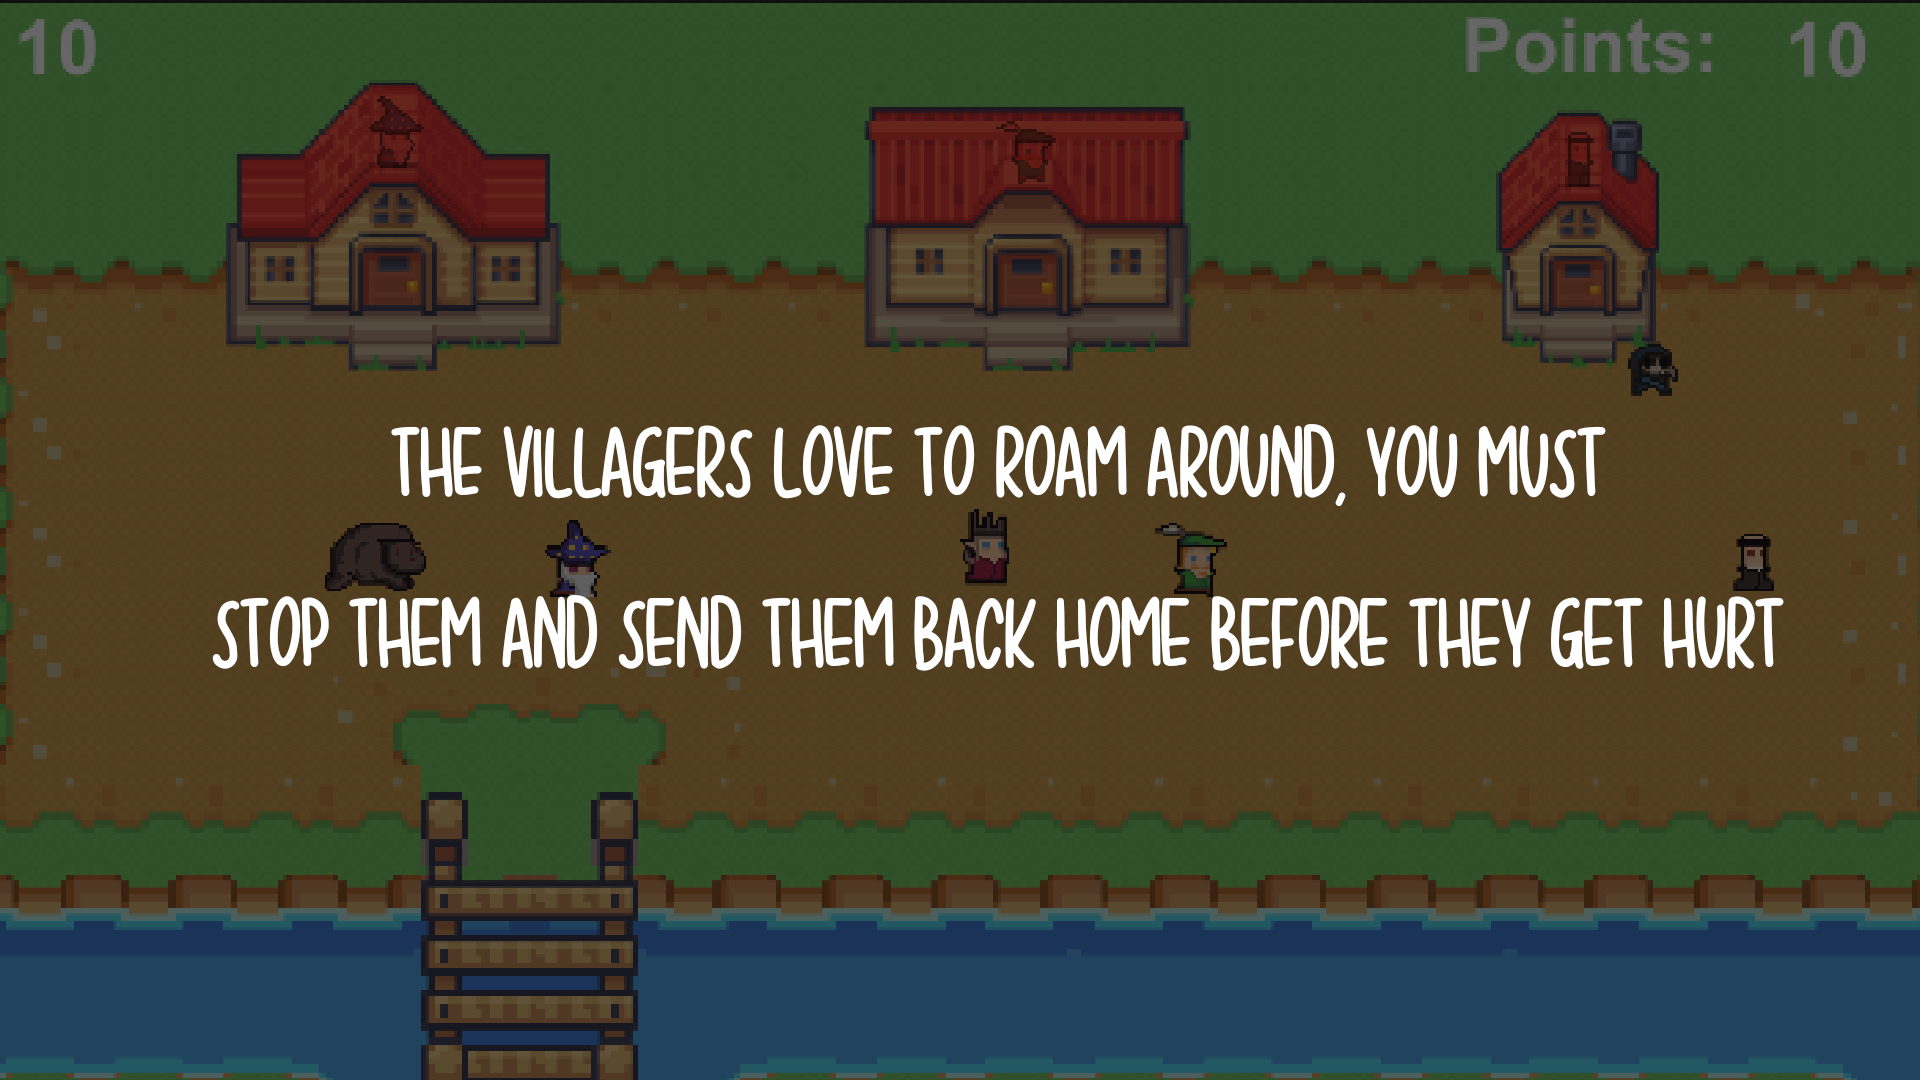 10
Points: 10
THE VILLAGERS LOVE TO ROAM AROUND, YOU MUST
STOP THEM AND SEND THEM BACK HOME BEFORE THEY GET HURT